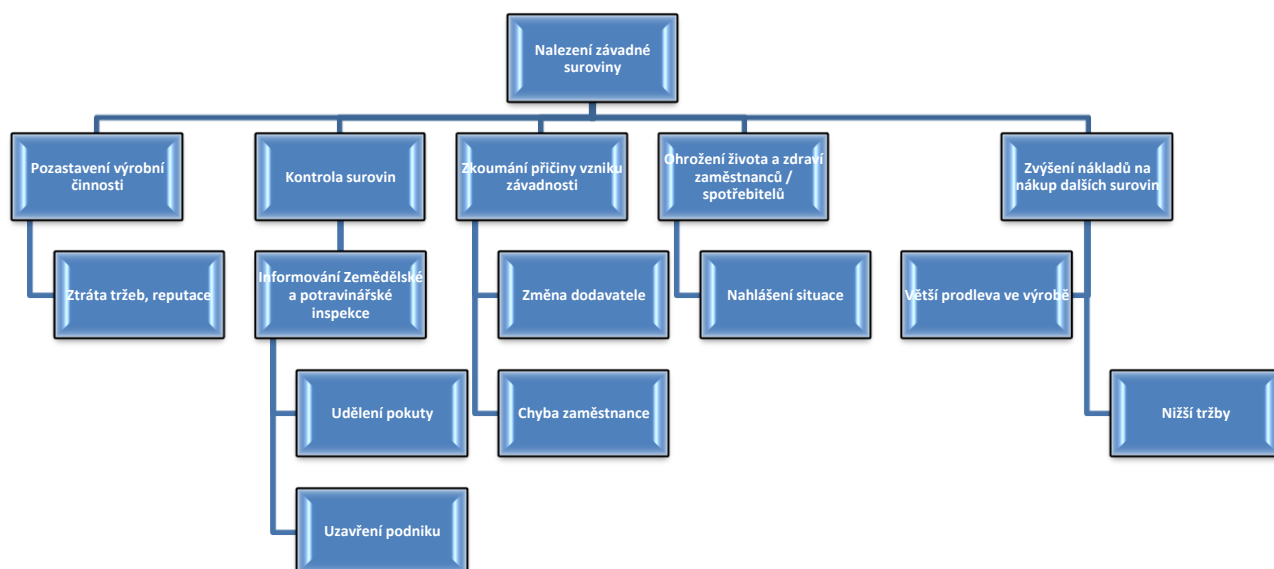 Nalezení závadné
suroviny
Pozastavení výrobní
činnosti
Kontrola surovin
Zkoumání přičiny vzniku
závadnosti
Ohrožení života a zdraví
zaměstnanců /
spotřebitelů
Zvýšení nákladů na
nákup dalších surovin
Ztráta tržeb, reputace
Informování Zemědělské
a potravinářské
inspekce
Změna dodavatele
Nahlášení situace
Větší prodleva ve výrobě
Udělení pokuty
Chyba zaměstnance
Nižší tržby
Uzavření podniku